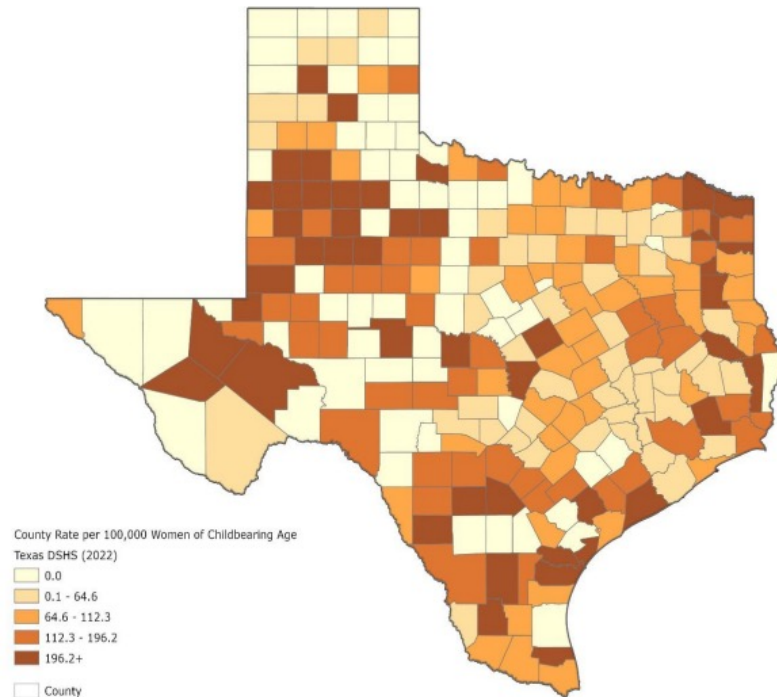 County Rate per 100,000 Women of Childbearing Age
Texas DSHS (2022)
0.0
0.1 - 64.6
64.6 - 112.3
112.3 - 196.2
196.2+
County